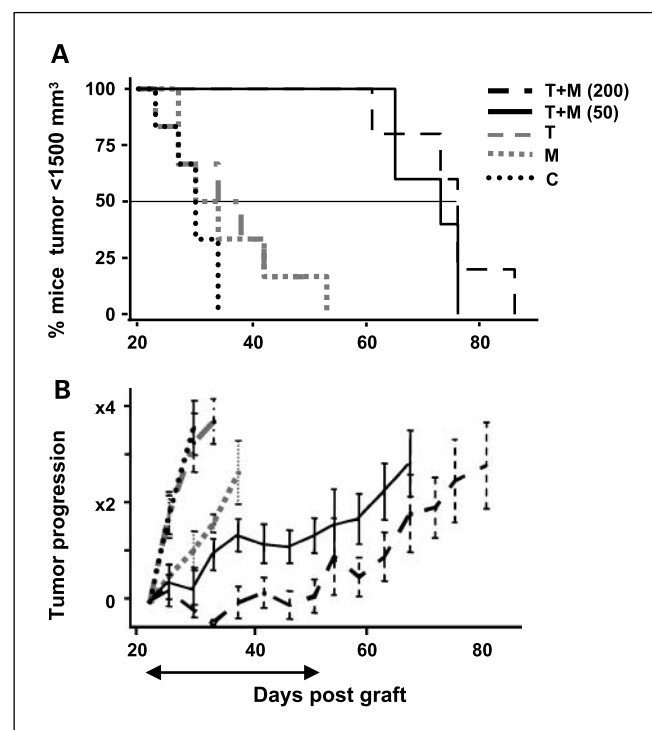 A
% mice tumor <1500 mm³
100
75
50
25
0
20
40
60
80
T+M (200)
T+M (50)
T
M
C
B
Tumor progression
x4
x2
0
20
40
60
80
Days post graft